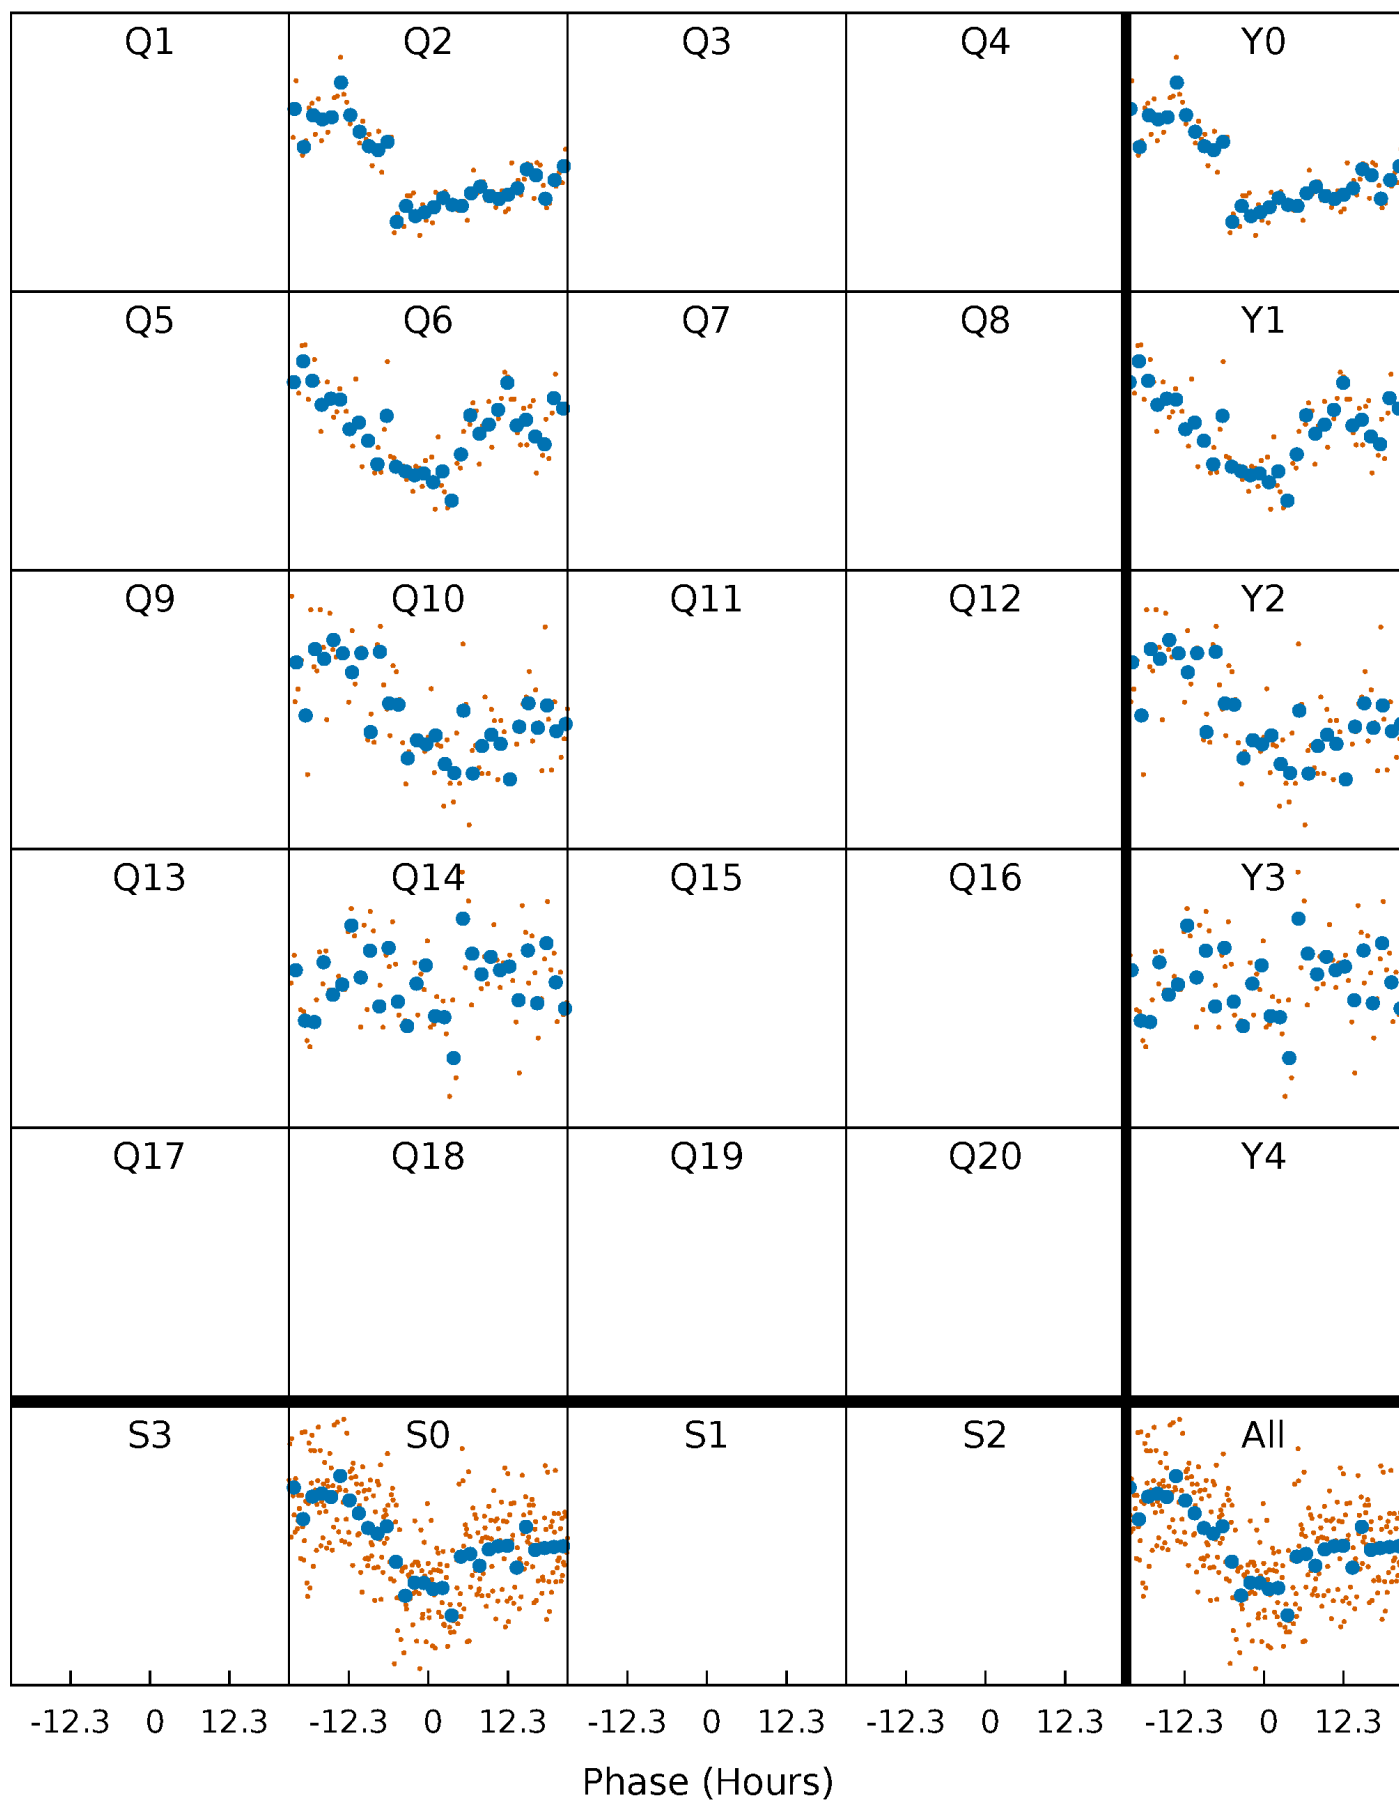 Q1 Q2 Q3 Q4 Y0
Q5 Q6 Q7 Q8 Y1
Q9 Q10 Q11 Q12 Y2
Q13 Q14 Q15 Q16 Y3
Q17 Q18 Q19 Q20 Y4
S3 S0 S1 S2 All
-12.3 0 12.3 -12.3 0 12.3 -12.3 0 12.3 -12.3 0 12.3 -12.3 0 12.3
Phase (Hours)